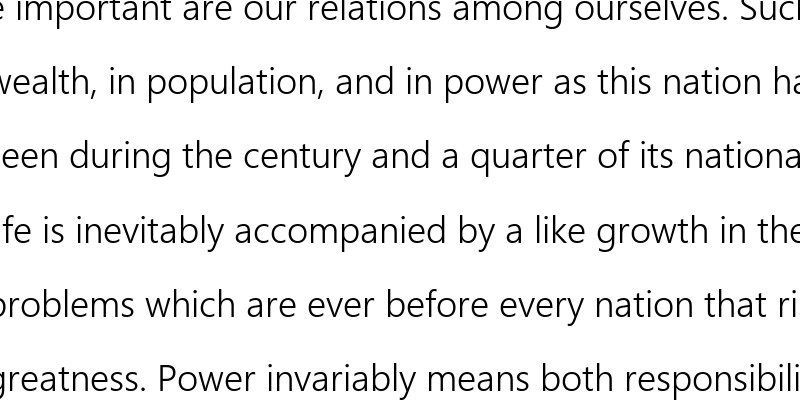 important are our relations among ourselves. Such
wealth, in population, and in power as this nation ha
een during the century and a quarter of its nationa
fe is inevitably accompanied by a like growth in the
problems which are ever before every nation that ri
greatness. Power invariably means both responsibili